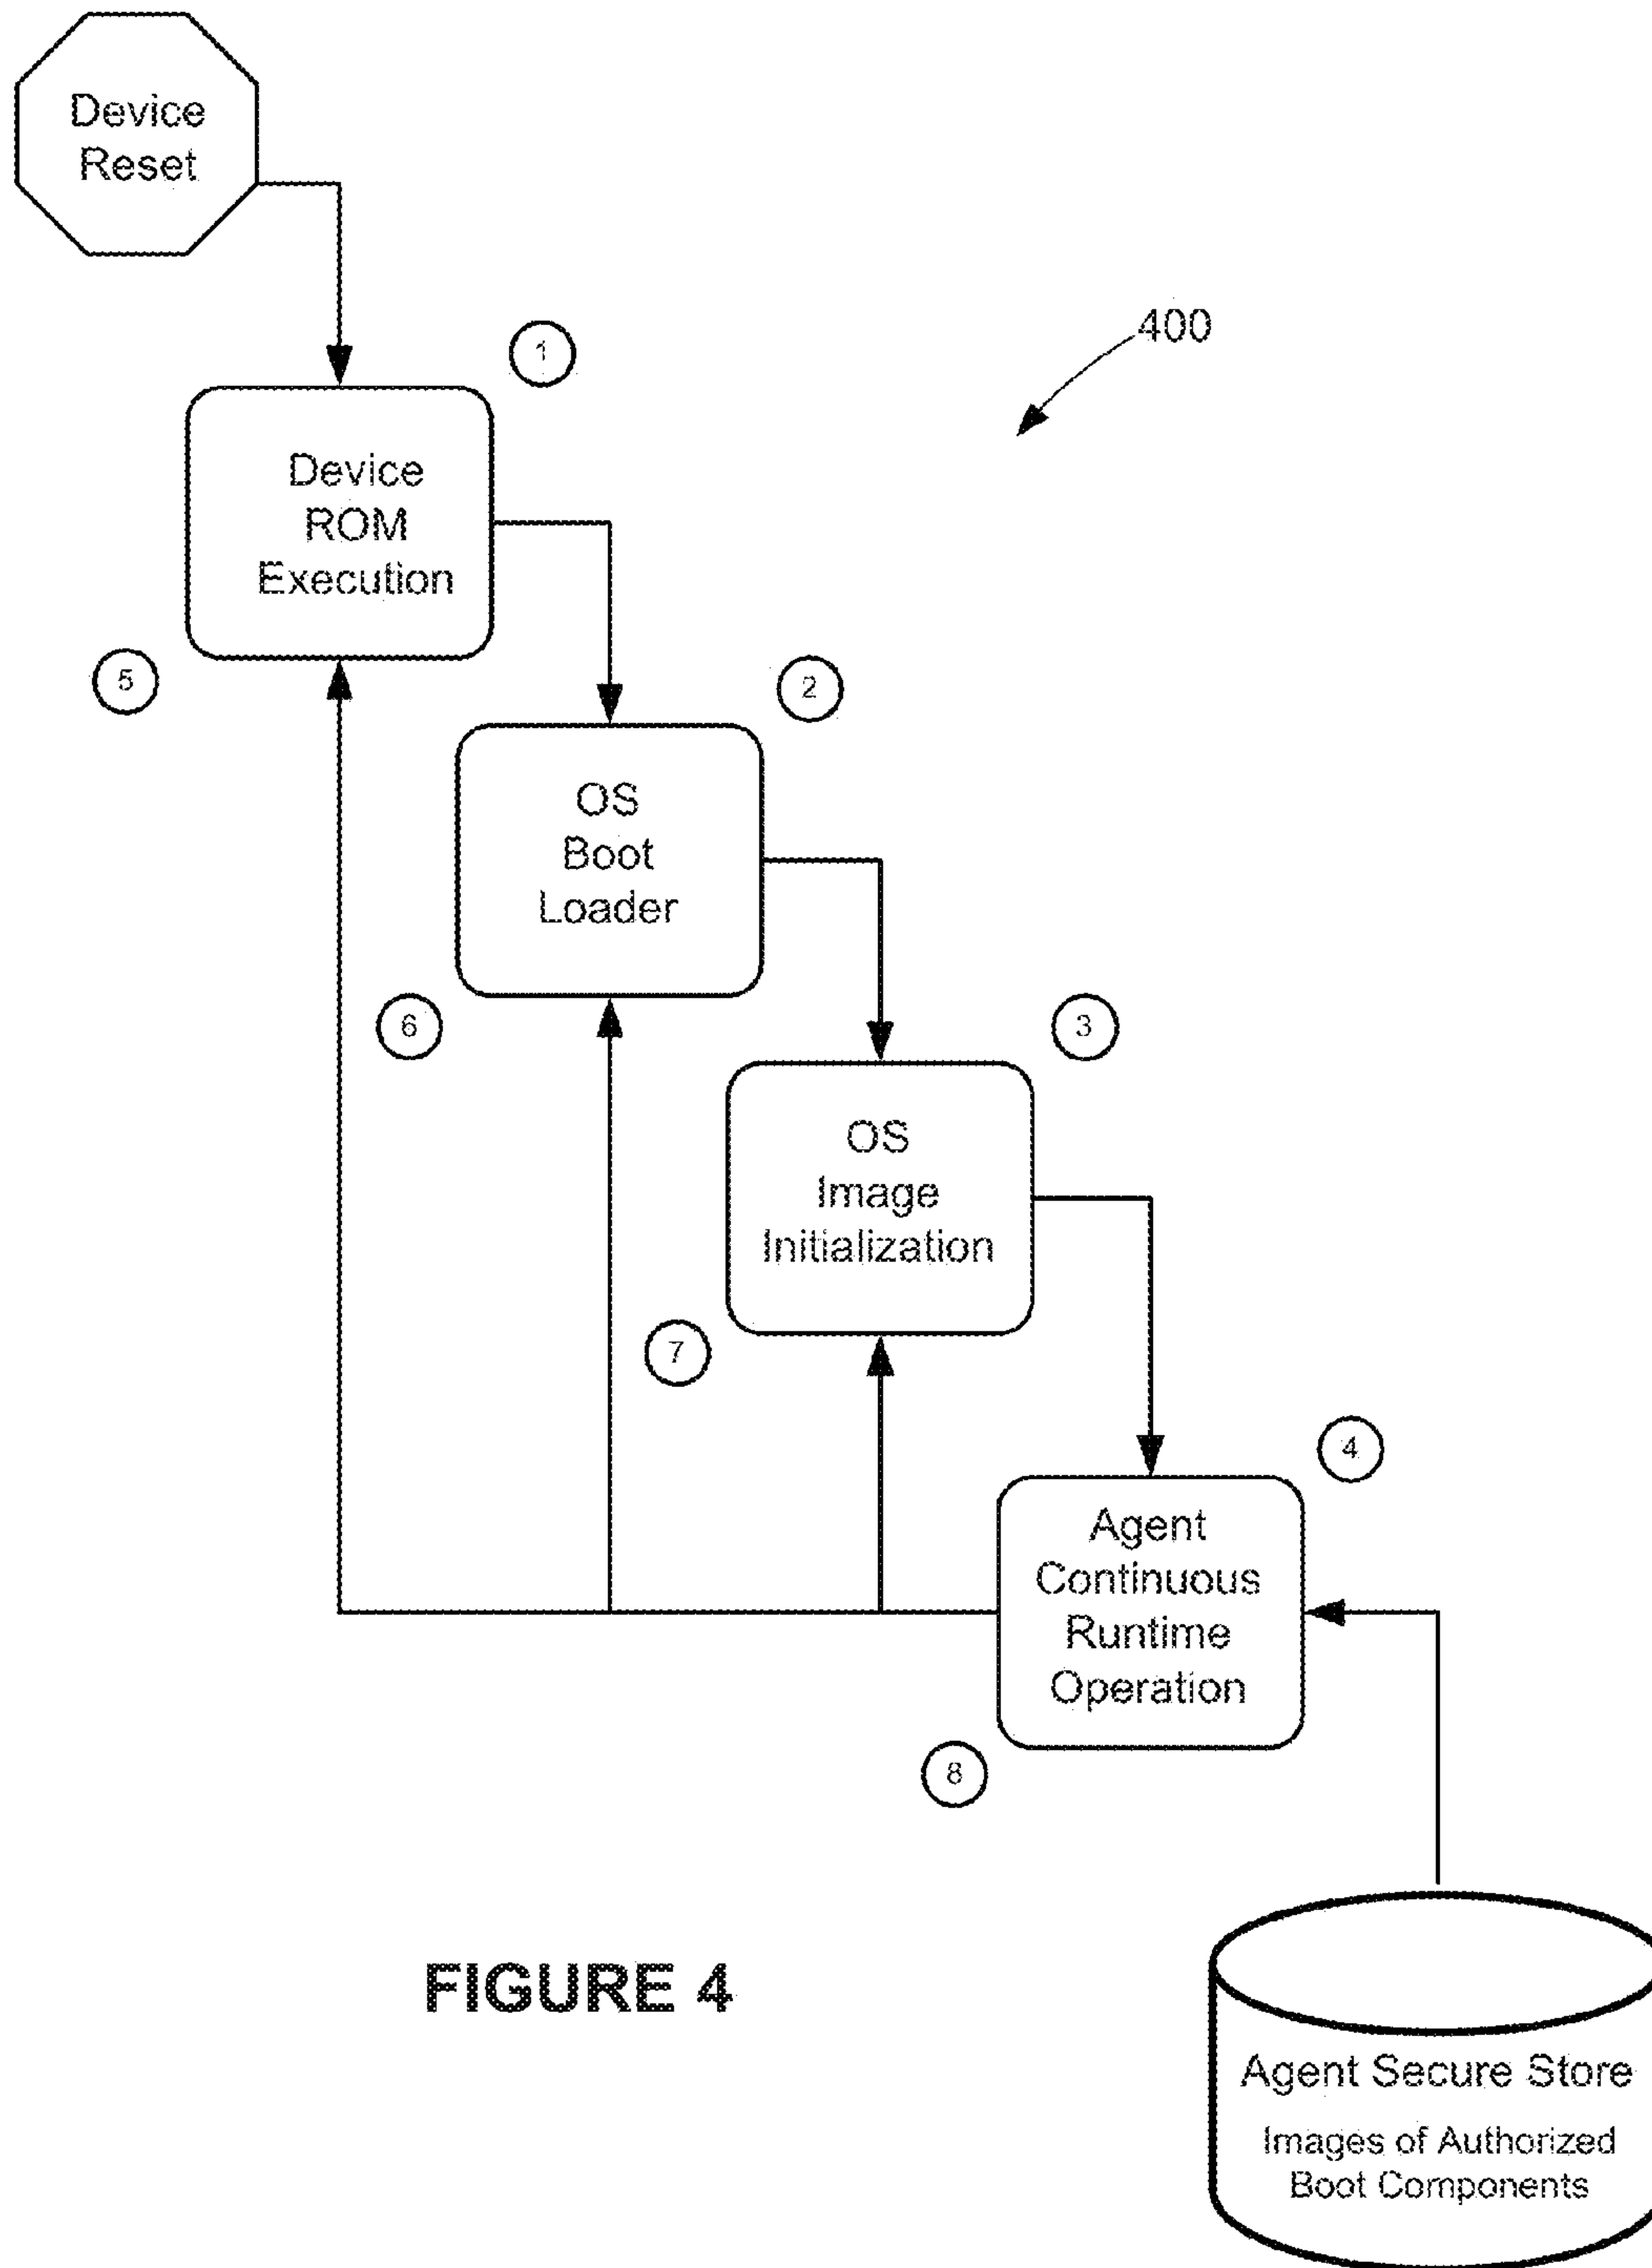 Device
Reset
400
1
Device
ROM
Execution
5
2
OS
Boot
Loader
6
3
OS
Image
Initialization
7
4
Agent
Continuous
Runtime
Operation
8
FIGURE 4
Agent Secure Store
Images of Authorized
Boot Components